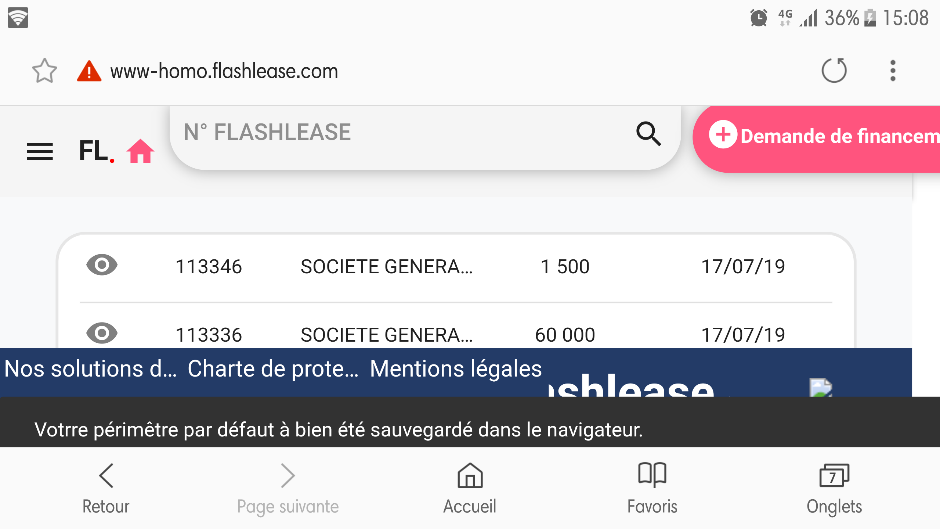 4G 36% 15:08
www-homo.flashlease.com
FL. N° FLASHLEASE Demande de financem
113346 SOCIETE GENERA... 1 500 17/07/19
113336 SOCIETE GENERA... 60 000 17/07/19
Nos solutions d... Charte de prote... Mentions légales
ashlease
Votrre périmêtre par défaut à bien été sauvegardé dans le navigateur.
7
Retour Page suivante Accueil Favoris Onglets